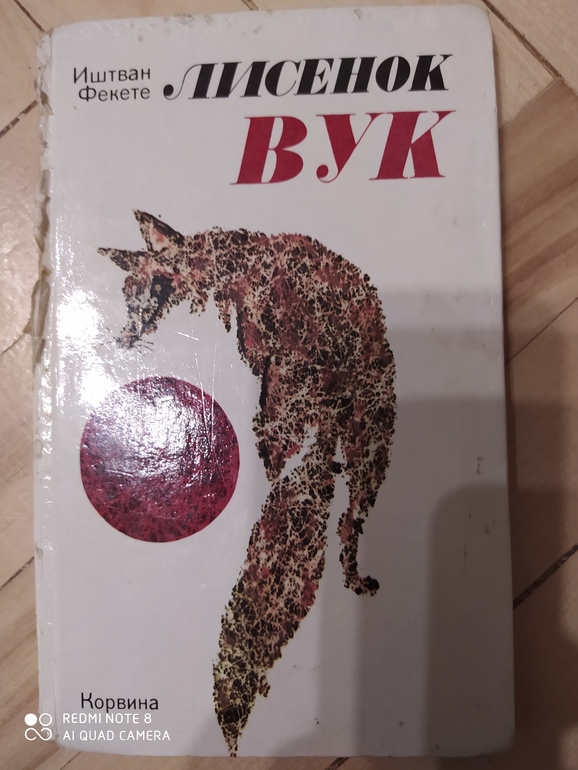 Иштван
Фекете
ЛИСЕНОК
ВУК
Корвина
REDMI NOTE 8
AI QUAD CAMERA